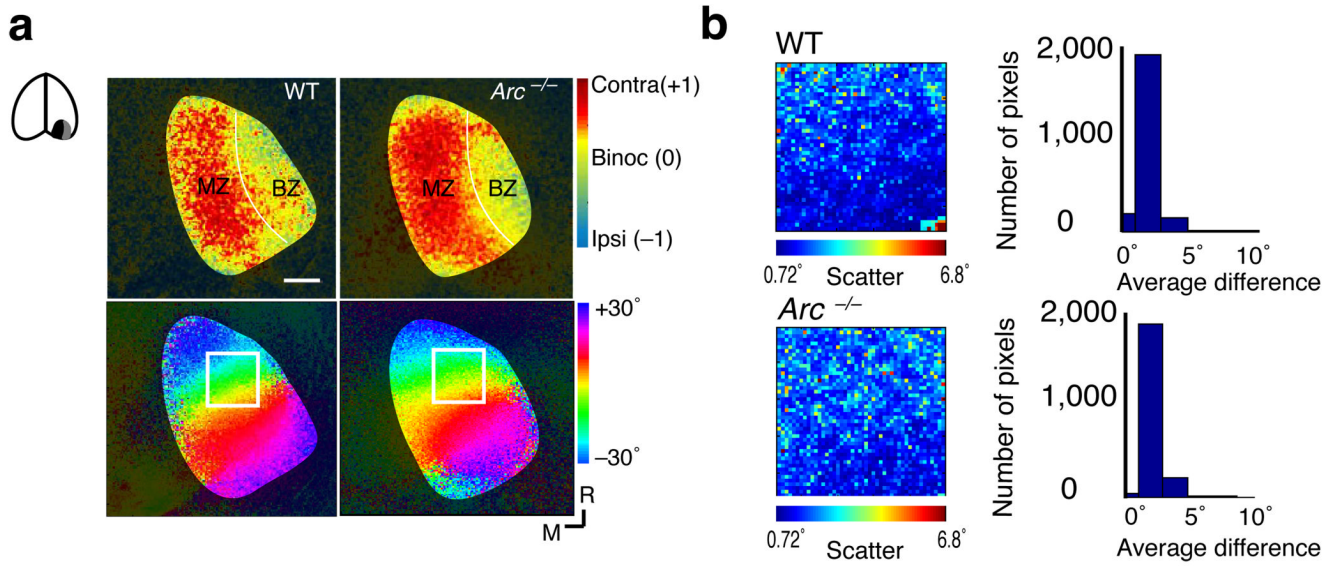 a
WT
Arc –/–
Contra(+1)
Binoc (0)
Ipsi (–1)
MZ
BZ
MZ
BZ
+30°
–30°
R
M
b
WT
0.72°
Scatter
6.8°
Number of pixels
2,000
1,000
0
0°
5°
10°
Average difference
Arc –/–
0.72°
Scatter
6.8°
Number of pixels
2,000
1,000
0
0°
5°
10°
Average difference